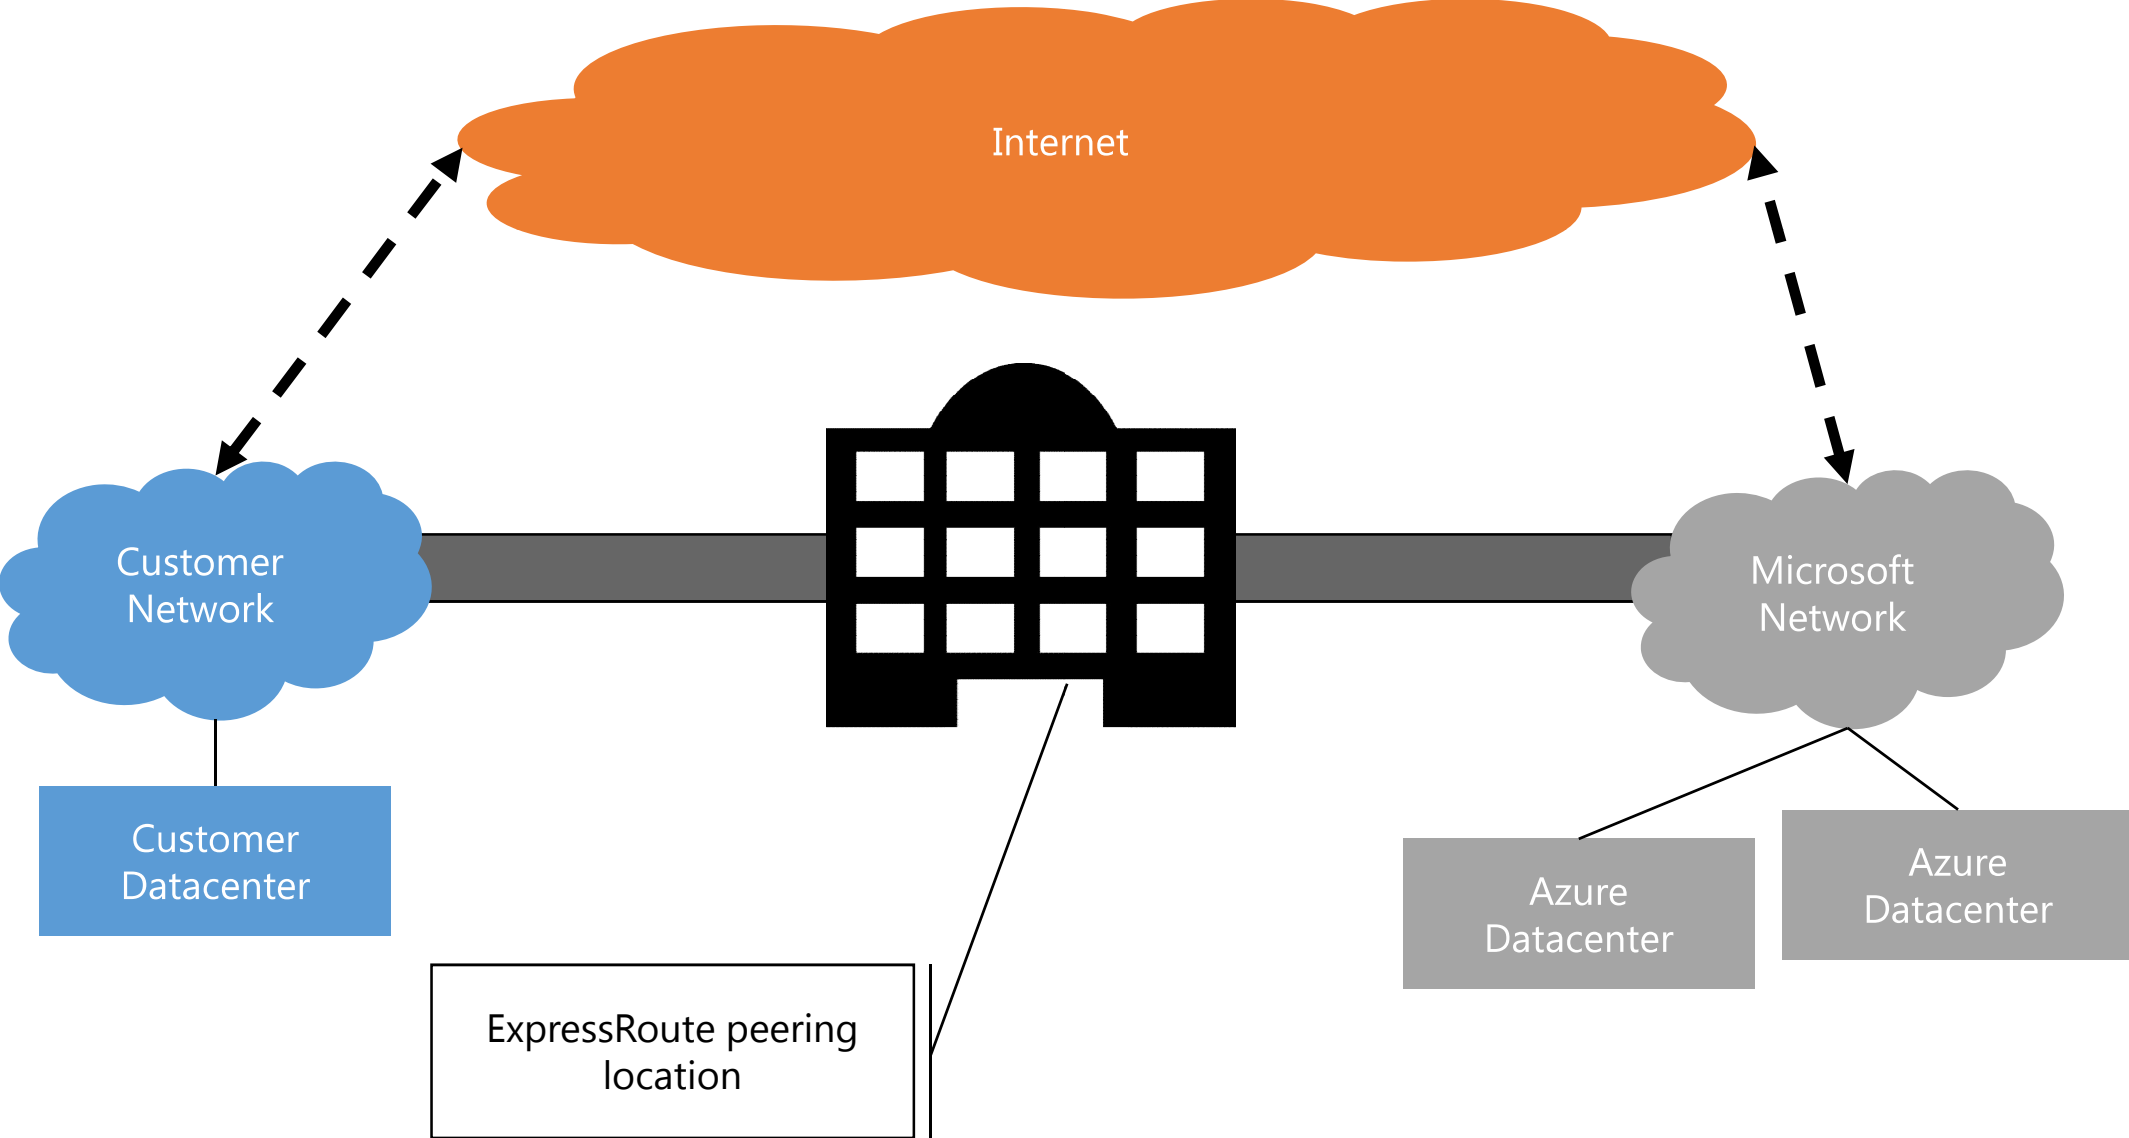 Internet
Customer
Network
Microsoft
Network
Customer
Datacenter
Azure
Datacenter
Azure
Datacenter
ExpressRoute peering
location